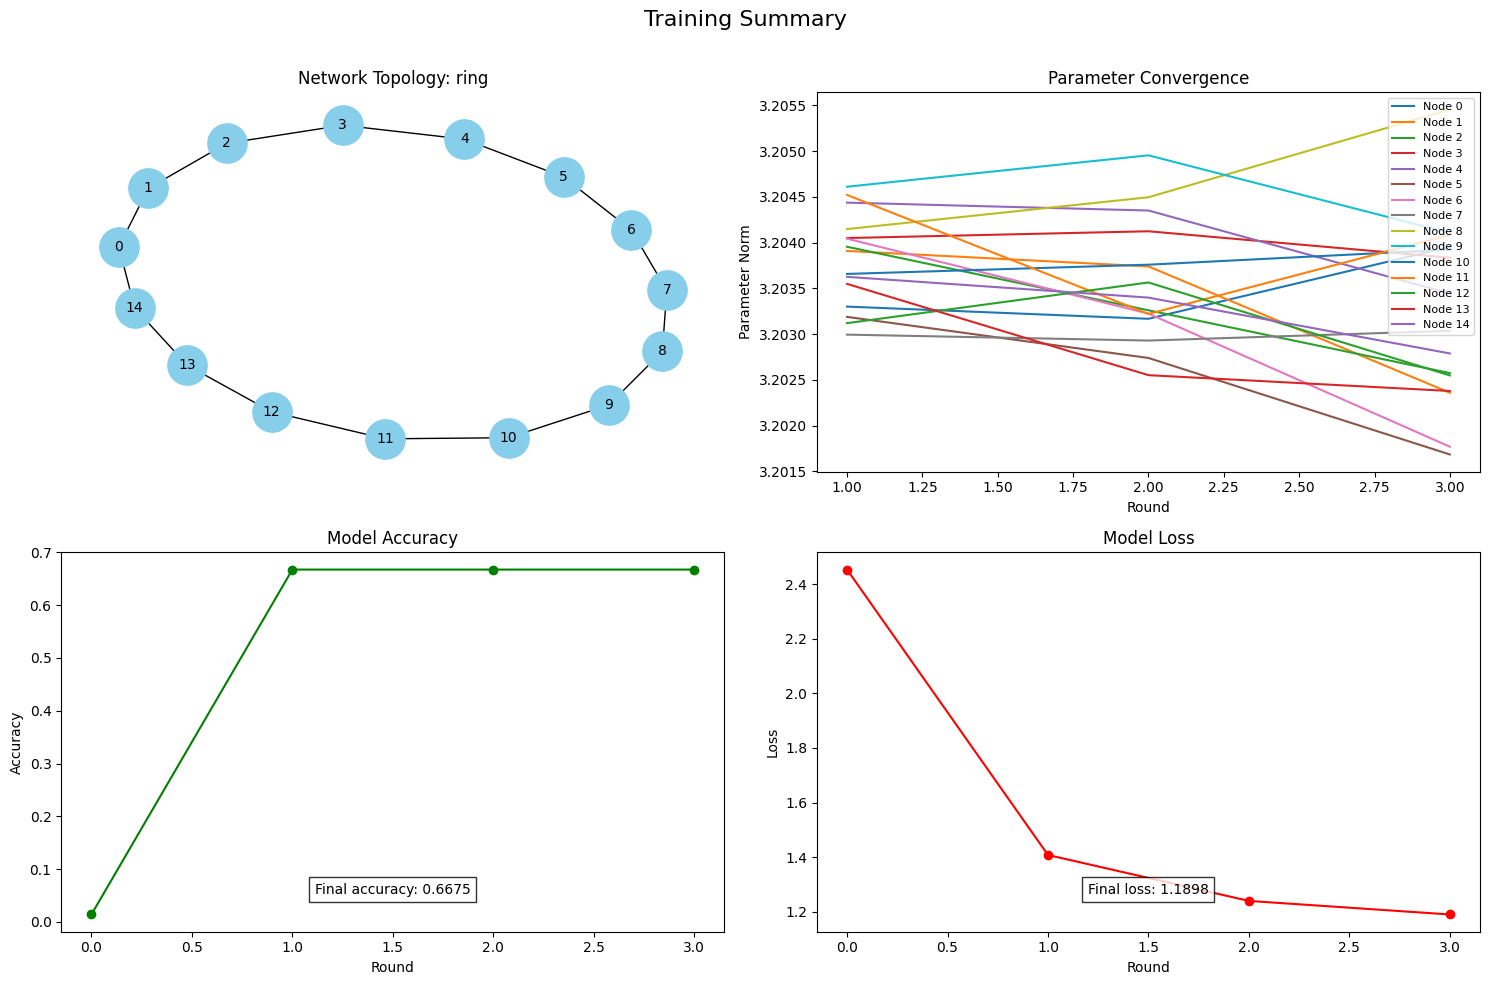 Training Summary
Network Topology: ring
3
4
2
5
1
6
0
7
14
8
13
9
12
11
10
Parameter Convergence
3.2055
3.2050
3.2045
3.2040
3.2035
3.2030
3.2025
3.2020
3.2015
Parameter Norm
Node 0
Node 1
Node 2
Node 3
Node 4
Node 5
Node 6
Node 7
Node 8
Node 9
Node 10
Node 11
Node 12
Node 13
Node 14
1.00 1.25 1.50 1.75 2.00 2.25 2.50 2.75 3.00
Round
Model Accuracy
0.7
0.6
0.5
0.4
0.3
0.2
0.1
0.0
Accuracy
Final accuracy: 0.6675
0.0 0.5 1.0 1.5 2.0 2.5 3.0
Round
Model Loss
2.4
2.2
2.0
1.8
1.6
1.4
1.2
Loss
Final loss: 1.1898
0.0 0.5 1.0 1.5 2.0 2.5 3.0
Round